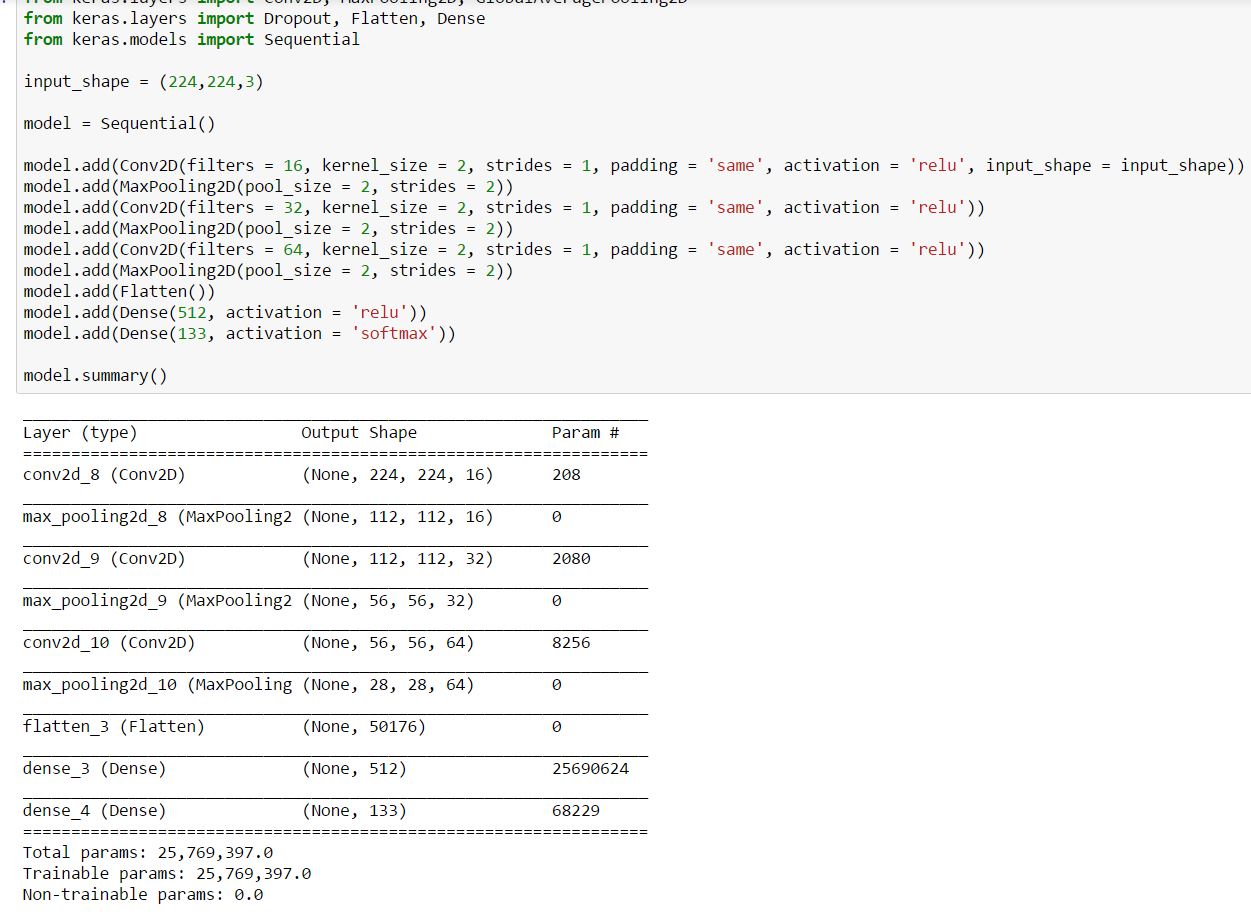 from keras.layers import Conv2D, MaxPooling2D, GlobalAveragePooling2D
from keras.layers import Dropout, Flatten, Dense
from keras.models import Sequential
input_shape = (224,224,3)
model = Sequential()
model.add(Conv2D(filters = 16, kernel_size = 2, strides = 1, padding = 'same', activation = 'relu', input_shape = input_shape))
model.add(MaxPooling2D(pool_size = 2, strides = 2))
model.add(Conv2D(filters = 32, kernel_size = 2, strides = 1, padding = 'same', activation = 'relu'))
model.add(MaxPooling2D(pool_size = 2, strides = 2))
model.add(Conv2D(filters = 64, kernel_size = 2, strides = 1, padding = 'same', activation = 'relu'))
model.add(MaxPooling2D(pool_size = 2, strides = 2))
model.add(Flatten())
model.add(Dense(512, activation = 'relu'))
model.add(Dense(133, activation = 'softmax'))
model.summary()
_________________________________________________________________
Layer (type)                 Output Shape              Param #
=================================================================
conv2d_8 (Conv2D)            (None, 224, 224, 16)      208
_________________________________________________________________
max_pooling2d_8 (MaxPooling2 (None, 112, 112, 16)      0
_________________________________________________________________
conv2d_9 (Conv2D)            (None, 112, 112, 32)      2080
_________________________________________________________________
max_pooling2d_9 (MaxPooling2 (None, 56, 56, 32)        0
_________________________________________________________________
conv2d_10 (Conv2D)           (None, 56, 56, 64)        8256
_________________________________________________________________
max_pooling2d_10 (MaxPooling (None, 28, 28, 64)        0
_________________________________________________________________
flatten_3 (Flatten)          (None, 50176)             0
_________________________________________________________________
dense_3 (Dense)              (None, 512)               25690624
_________________________________________________________________
dense_4 (Dense)              (None, 133)               68229
=================================================================
Total params: 25,769,397.0
Trainable params: 25,769,397.0
Non-trainable params: 0.0